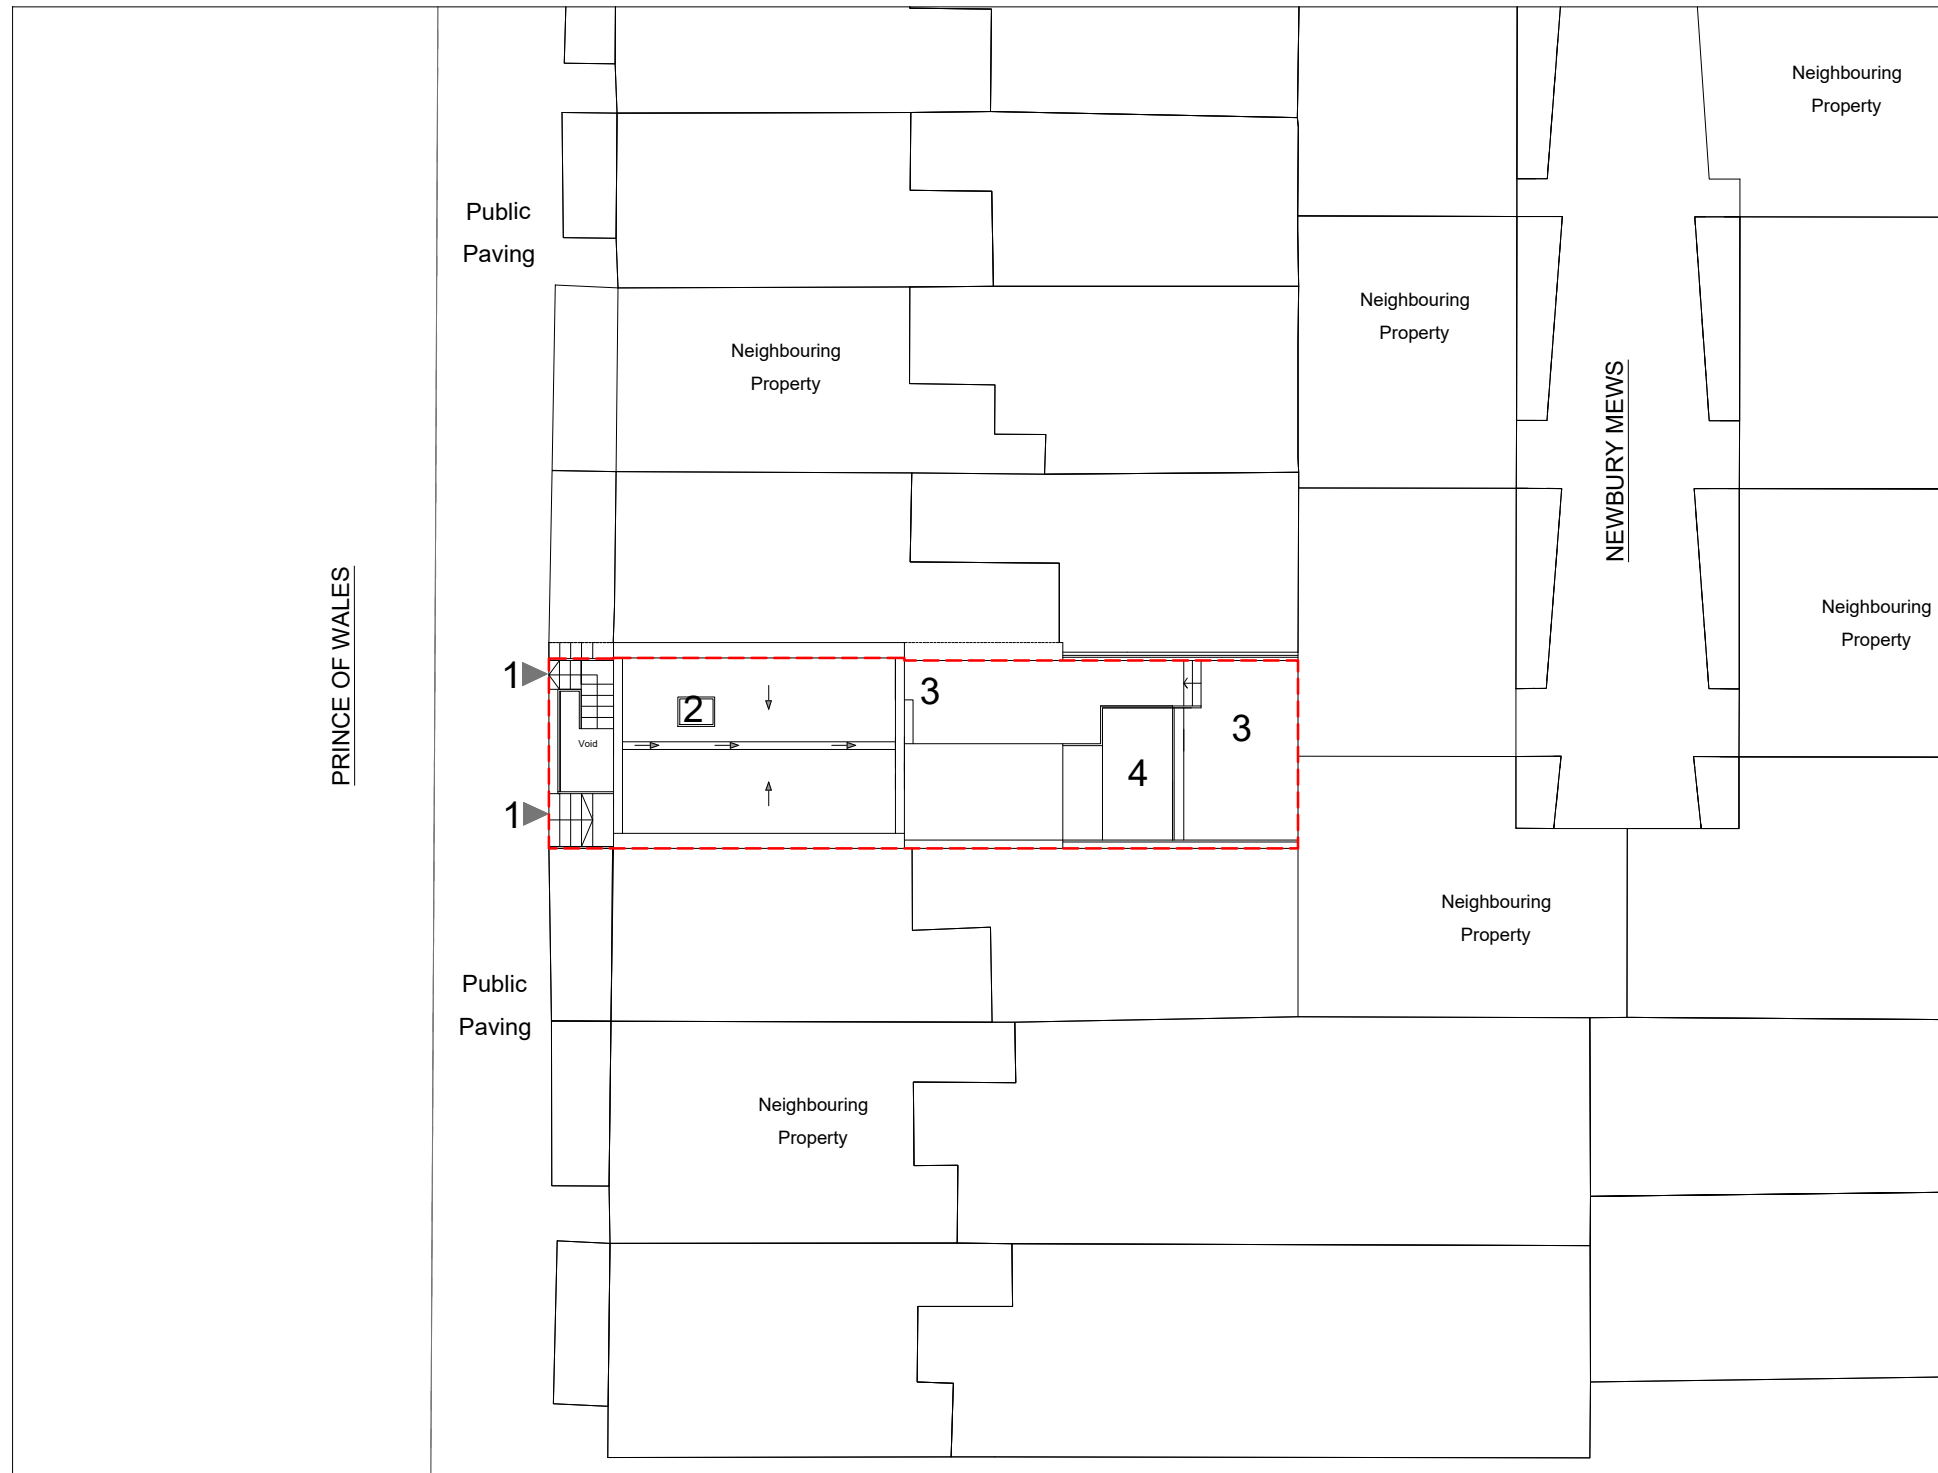 Neighbouring
Property
Public
Paving
Neighbouring
Property
Neighbouring
Property
NEWBURY MEWS
PRINCE OF WALES
Neighbouring
Property
1
2
3
3
Void
4
1
Neighbouring
Property
Public
Paving
Neighbouring
Property